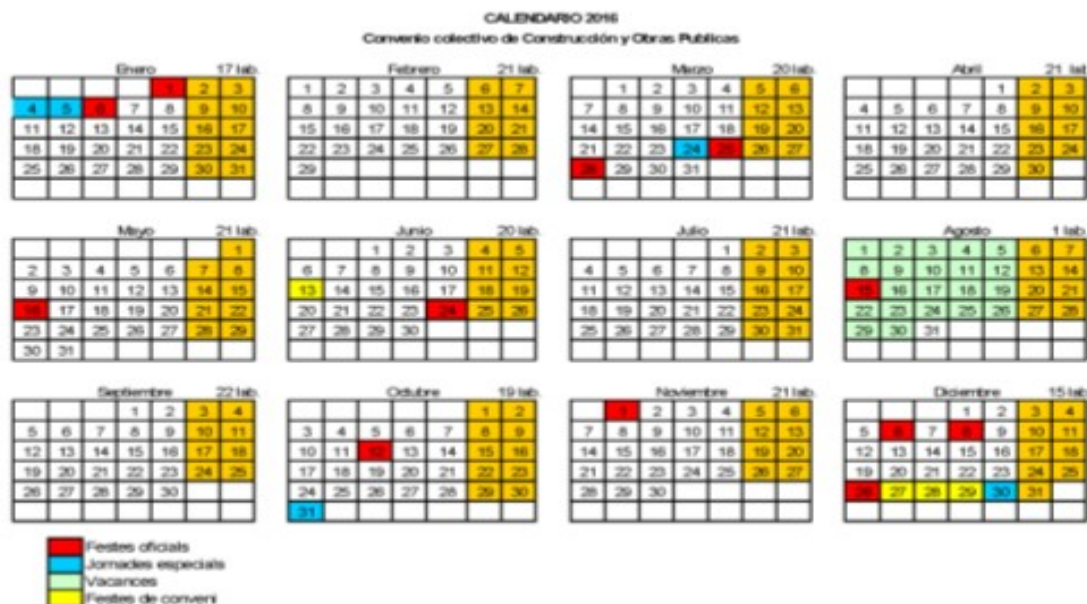 CALENDARIO 2016
Convenio colectivo de Construcción y Obras Publicas
Enero 17 lab.
1 2 3
4 5 6 7 8 9 10
11 12 13 14 15 16 17
18 19 20 21 22 23 24
25 26 27 28 29 30 31
Febrero 21 lab.
1 2 3 4 5 6 7
8 9 10 11 12 13 14
15 16 17 18 19 20 21
22 23 24 25 26 27 28
29
Marzo 20 lab.
1 2 3 4 5 6
7 8 9 10 11 12 13
14 15 16 17 18 19 20
21 22 23 24 25 26 27
28 29 30 31
Abril 21 lab.
1 2 3
4 5 6 7 8 9 10
11 12 13 14 15 16 17
18 19 20 21 22 23 24
25 26 27 28 29 30
Mayo 21 lab.
1
2 3 4 5 6 7 8
9 10 11 12 13 14 15
16 17 18 19 20 21 22
23 24 25 26 27 28 29
30 31
Junio 20 lab.
1 2 3 4 5
6 7 8 9 10 11 12
13 14 15 16 17 18 19
20 21 22 23 24 25 26
27 28 29 30
Julio 21 lab.
1 2 3
4 5 6 7 8 9 10
11 12 13 14 15 16 17
18 19 20 21 22 23 24
25 26 27 28 29 30 31
Agosto 1 lab.
1 2 3 4 5 6 7
8 9 10 11 12 13 14
15 16 17 18 19 20 21
22 23 24 25 26 27 28
29 30 31
Septiembre 22 lab.
1 2 3 4
5 6 7 8 9 10 11
12 13 14 15 16 17 18
19 20 21 22 23 24 25
26 27 28 29 30
Octubre 19 lab.
1 2
3 4 5 6 7 8 9
10 11 12 13 14 15 16
17 18 19 20 21 22 23
24 25 26 27 28 29 30
31
Noviembre 21 lab.
1 2 3 4 5 6
7 8 9 10 11 12 13
14 15 16 17 18 19 20
21 22 23 24 25 26 27
28 29 30
Diciembre 15 lab.
1 2 3 4
5 6 7 8 9 10 11
12 13 14 15 16 17 18
19 20 21 22 23 24 25
26 27 28 29 30 31
Festes oficials
Jornades especials
Vacances
Festes de conveni